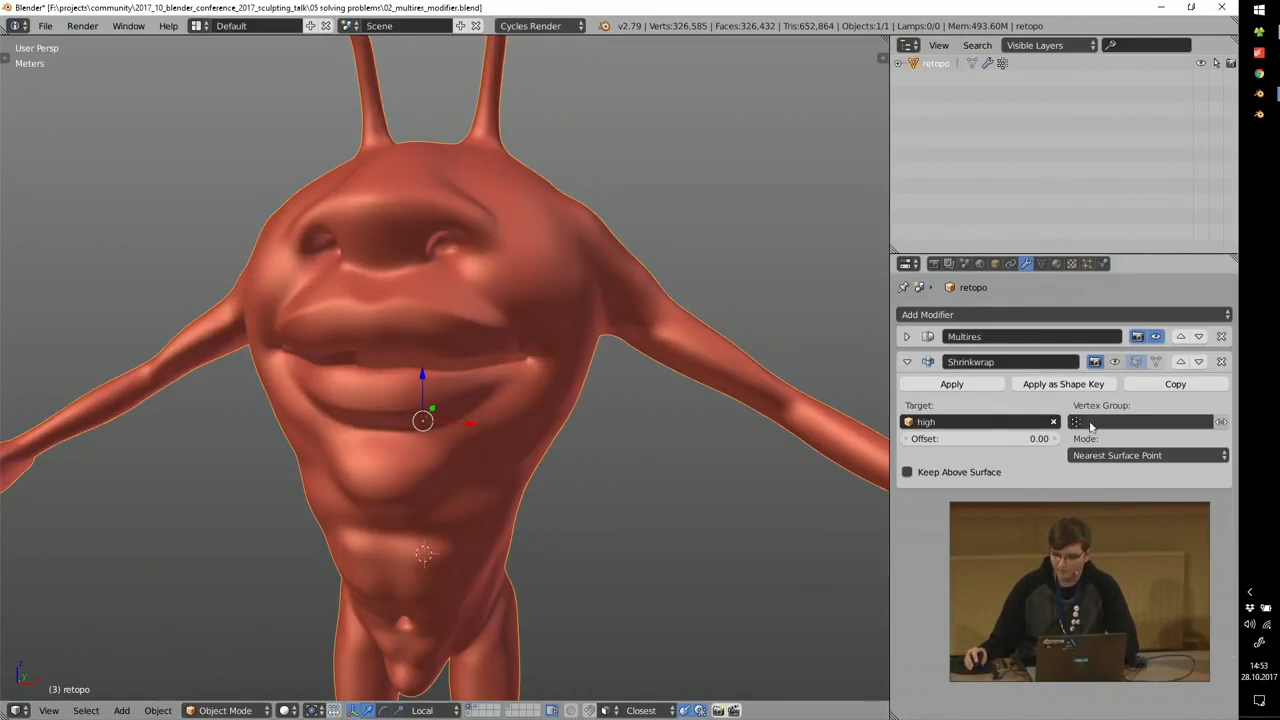 Blender* [F:\projects\community\2017_10_blender_conference_2017_sculpting_talk\05 solving problems\02_multires_modifier.blend]
File Render Window Help Default Scene Cycles Render v2.79 | Verts:326,585 | Faces:326,432 | Tris:652,864 | Objects:1/1 | Lamps:0/0 | Mem:493.60M | retopo
User Persp
Meters
View Search Visible Layers
retopo
retopo
Add Modifier
Multires
Shrinkwrap
Apply Apply as Shape Key Copy
Target: Vertex Group:
high
Offset: 0.00 Mode:
Nearest Surface Point
Keep Above Surface
(3) retopo
View Select Add Object Object Mode Local Closest
14:53
28.10.2017